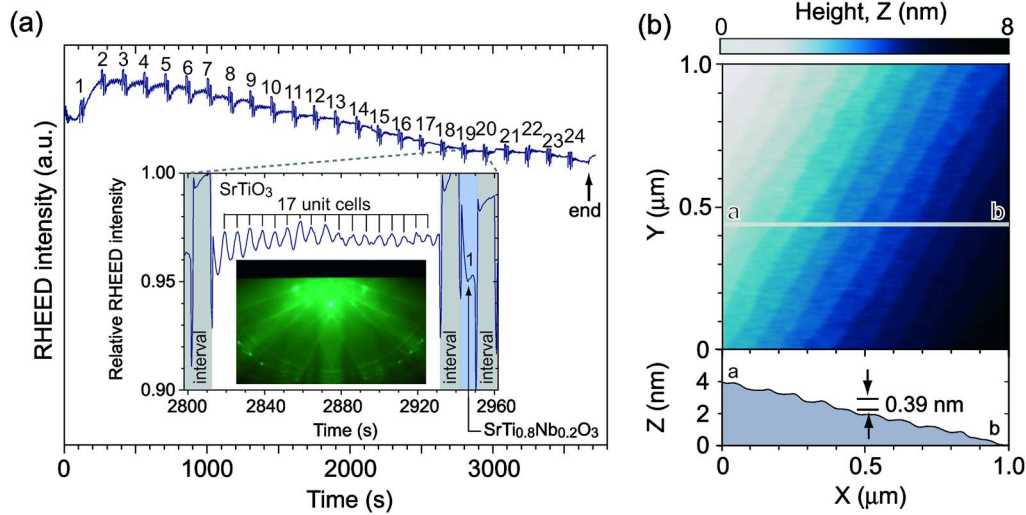 (a)
RHEED intensity (a.u.)
1 2 3 4 5 6 7 8 9 10 11 12 13 14 15 16 17 18 19 20 21 22 23 24
end
Relative RHEED intensity
1.00
0.95
0.90
SrTiO3
17 unit cells
interval
interval
interval
1
2800 2840 2880 2920 2960
Time (s)
SrTi0.8Nb0.2O3
0 1000 2000 3000
Time (s)
(b)
Height, Z (nm)
0 8
Y (μm)
1.0
0.5
0
a b
Z (nm)
4
2
0
a
0.39 nm
b
0 0.5 1.0
X (μm)